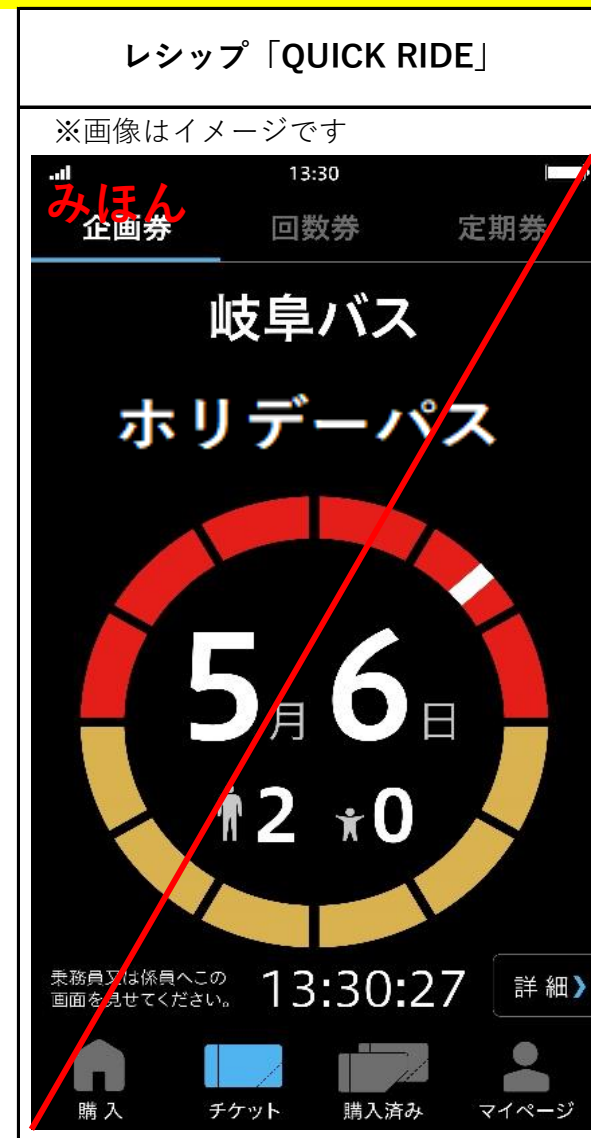 レシップ「QUICK RIDE」
※画像はイメージです
13:30
みほん
企画券 回数券 定期券
岐阜バス
ホリデーパス
5月6日
2 0
乗務員又は係員へこの
画面を見せてください。
13:30:27
詳細》
購入 チケット 購入済み マイページ